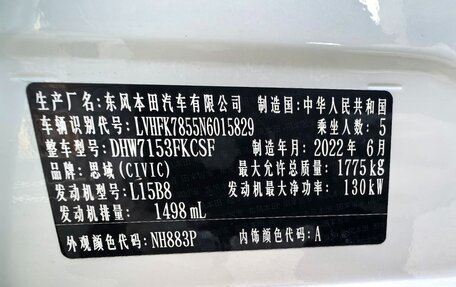 生产厂名:东风本田汽车有限公司 制造国:中华人民共和国
车辆识别代号:LVHFK7855N6015829 乘坐人数:5
整车型号:DHW7153FKCSF 制造年月:2022年6月
品牌:思域(CIVIC) 最大允许总质量:1775kg
发动机型号:L15B8 发动机最大净功率:130kW
发动机排量:1498mL
外观颜色代码:NH883P 内饰颜色代码:A